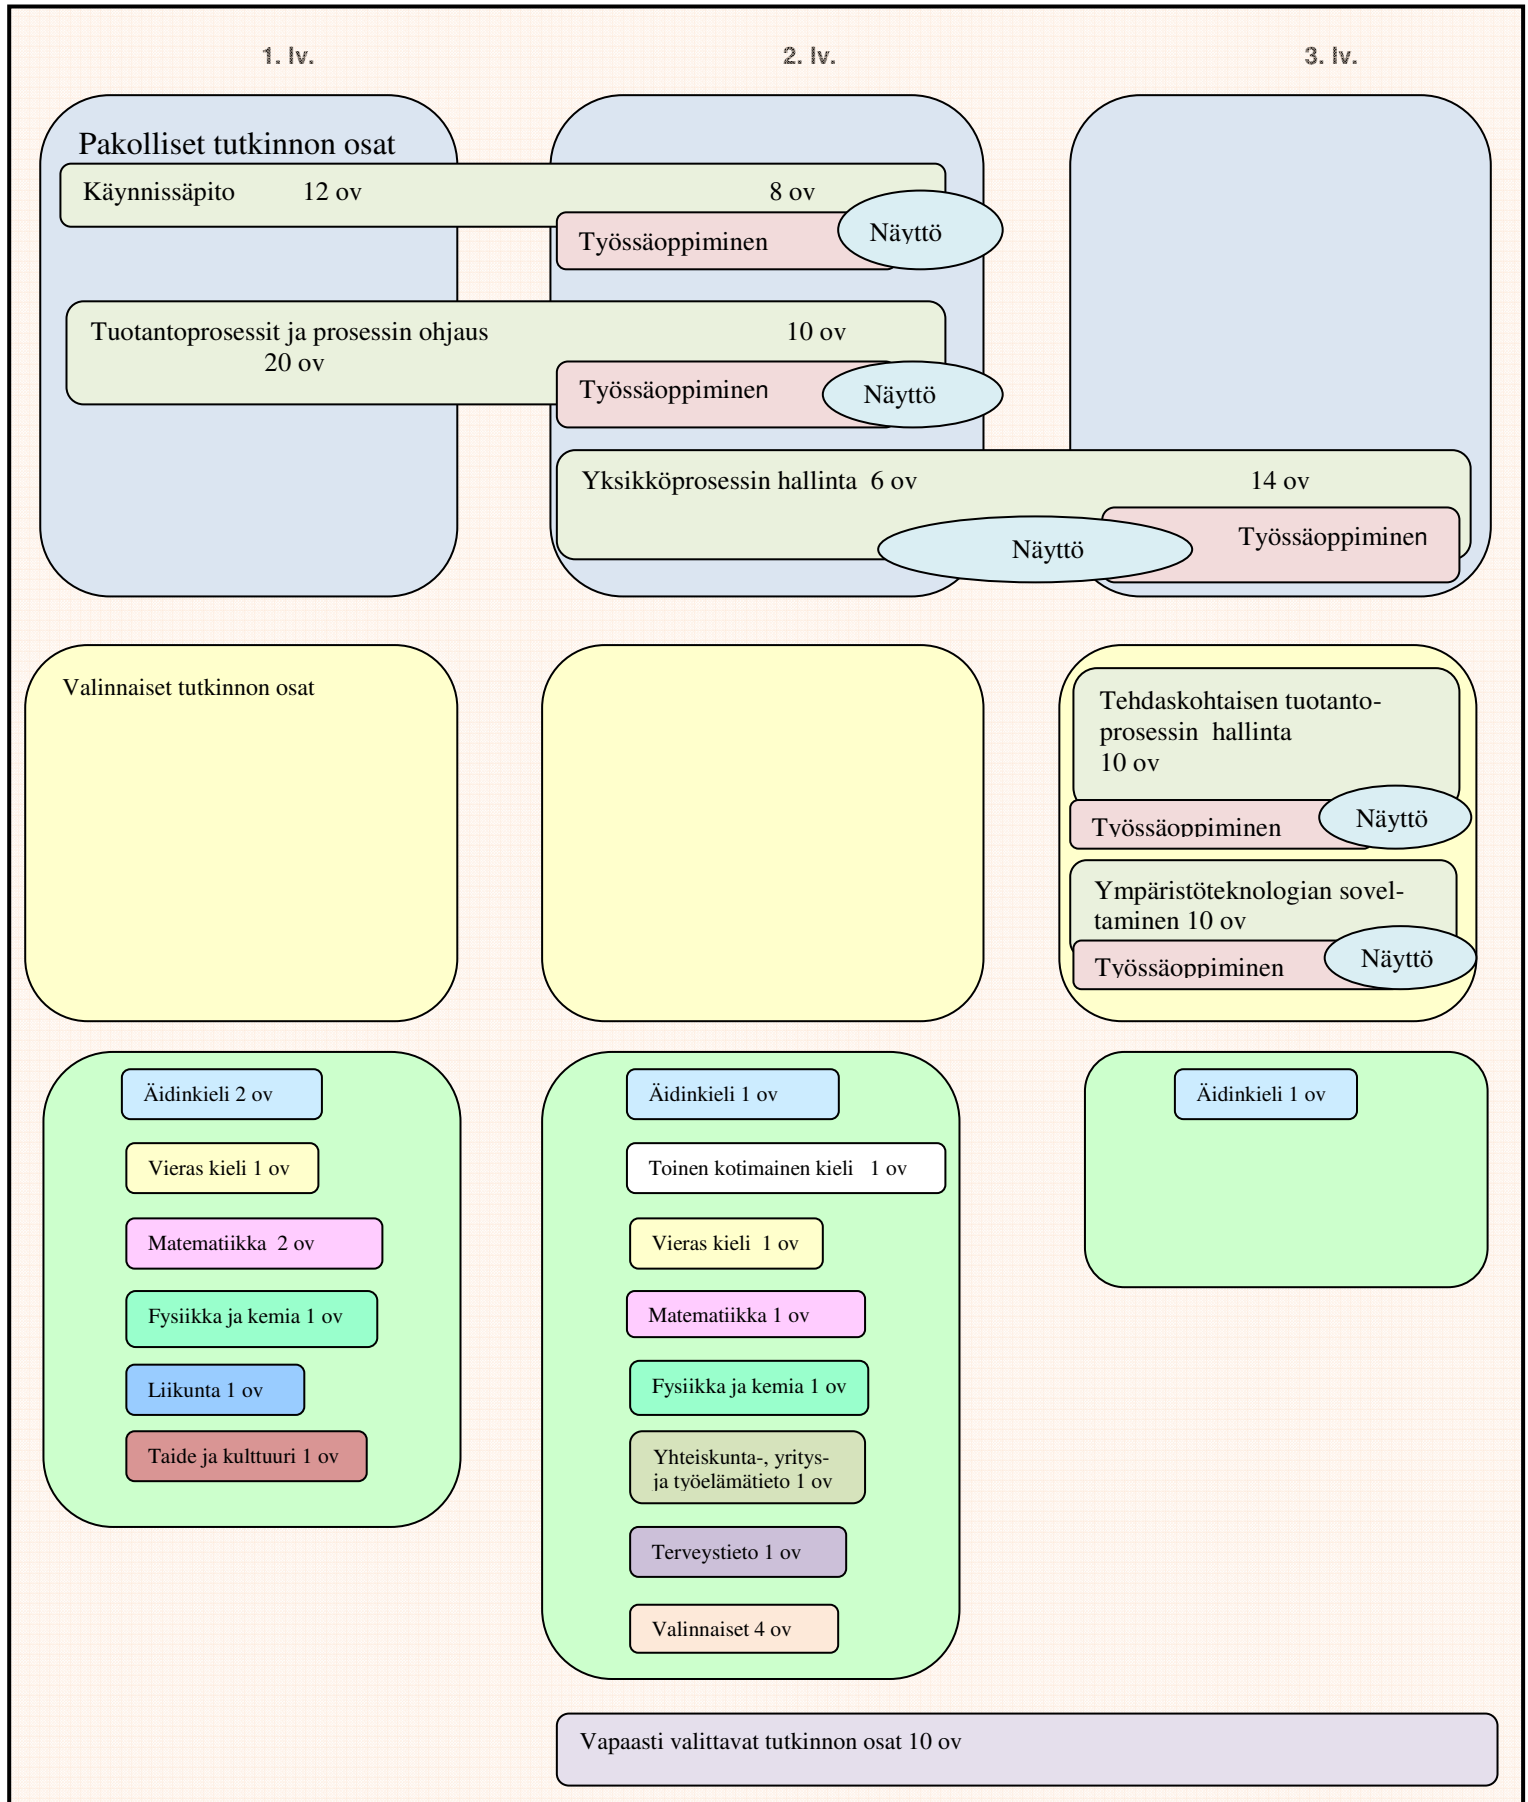 1. lv. 2. lv. 3. lv.
Pakolliset tutkinnon osat
Käynnissäpito 12 ov 8 ov
Työssäoppiminen Näyttö
Tuotantoprosessit ja prosessin ohjaus 10 ov
20 ov
Työssäoppiminen Näyttö
Yksikköprosessin hallinta 6 ov 14 ov
Näyttö Työssäoppiminen
Valinnaiset tutkinnon osat
Tehdaskohtaisen tuotanto-
prosessin hallinta
10 ov
Työssäoppiminen Näyttö
Ympäristöteknologian sovel-
taminen 10 ov
Työssäoppiminen Näyttö
Äidinkieli 2 ov
Vieras kieli 1 ov
Matematiikka 2 ov
Fysiikka ja kemia 1 ov
Liikunta 1 ov
Taide ja kulttuuri 1 ov
Äidinkieli 1 ov
Toinen kotimainen kieli 1 ov
Vieras kieli 1 ov
Matematiikka 1 ov
Fysiikka ja kemia 1 ov
Yhteiskunta-, yritys-
ja työelämätieto 1 ov
Terveystieto 1 ov
Valinnaiset 4 ov
Äidinkieli 1 ov
Vapaasti valittavat tutkinnon osat 10 ov